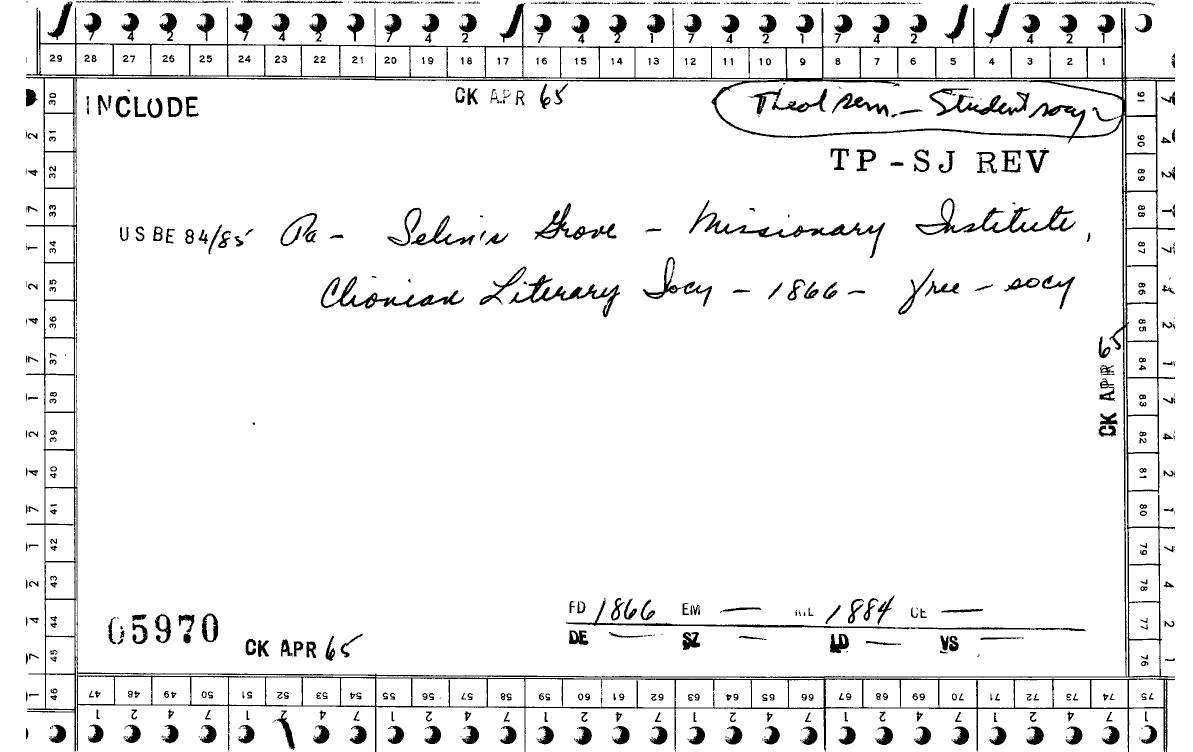 7 4 2 1 7 4 2 1 7 4 2 1 7 4 2 1 7 4 2 1 7 4 2 1 7 4 2 1
29 28 27 26 25 24 23 22 21 20 19 18 17 16 15 14 13 12 11 10 9 8 7 6 5 4 3 2 1
INCLUDE
CK APR 65
Theol sem. — Student socy
TP-SJ REV
USBE 84/85 Pa - Selin's Grove - Missionary Institute,
Clionian Literary Socy - 1866 - free - socy
CK APR 65
FD 1866 EM — ML 1884 CE —
DE — SZ — LD — VS —
05970
CK APR 65
30 31 32 33 34 35 36 37 38 39 40 41 42 43 44 45 46
91 90 89 88 87 86 85 84 83 82 81 80 79 78 77 76
47 48 49 50 51 52 53 54 55 56 57 58 59 60 61 62 63 64 65 66 67 68 69 70 71 72 73 74 75
1 2 4 7 1 2 4 7 1 2 4 7 1 2 4 7 1 2 4 7 1 2 4 7 1 2 4 7 1